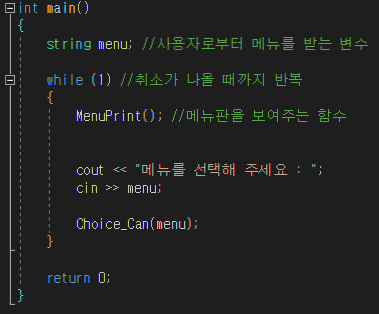 int main()
{
string menu; //사용자로부터 메뉴를 받는 변수
while (1) //취소가 나올 때까지 반복
{
MenuPrint(); //메뉴판을 보여주는 함수
cout << "메뉴를 선택해 주세요 : ";
cin >> menu;
Choice_Can(menu);
}
return 0;
}